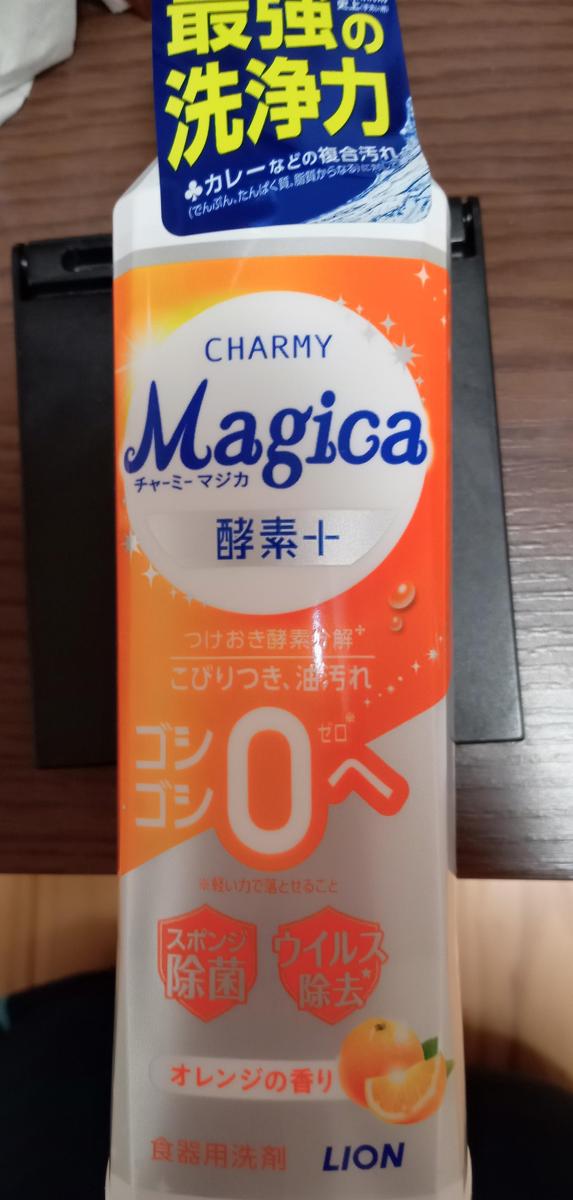 史上
最強の
洗浄力
♣カレーなどの複合汚れ
(でんぷん、たんぱく質、脂質からなる)
CHARMY
Magica
チャーミー マジカ
酵素+
つけおき酵素分解+
こびりつき、油汚れ
ゴシゴシ0へ
ゼロ※
※軽い力で落とせること
スポンジ
除菌
ウイルス
除去★
オレンジの香り
食器用洗剤
LION